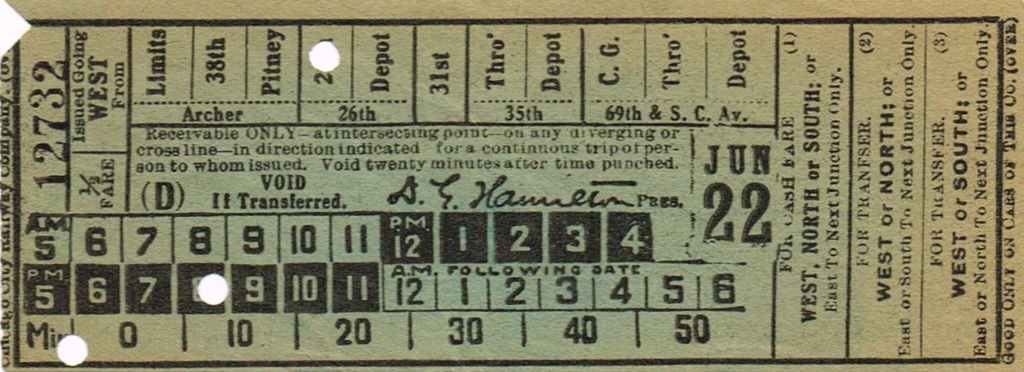 12732
Issued Going
WEST
From
½
FARE
Limits
38th
Pitney
Depot
31st
Thro'
Depot
C. G.
Thro'
Depot
Archer
26th
35th
69th & S. C. Av.
Receivable ONLY—at intersecting point—on any diverging or
cross line—in direction indicated for a continuous trip of per-
son to whom issued. Void twenty minutes after time punched.
(D)
VOID
If Transferred.
D. G. Hamilton PRES.
JUN
22
A.M.
5 6 7 8 9 10 11
P.M.
12 1 2 3 4
P.M.
5 6 7 9 10 11
A.M. FOLLOWING DATE
12 1 2 3 4 5 6
0 10 20 30 40 50
(1)
FOR CASH FARE
WEST, NORTH or SOUTH: or
East To Next Junction Only.
(2)
FOR TRANSFER.
WEST or NORTH: or
East or South To Next Junction Only
(3)
FOR TRANSFER.
WEST or SOUTH: or
East or North To Next Junction Only.
GOOD ONLY ON CARS OF THIS CO. (OVER)
Chicago City Railway Company.